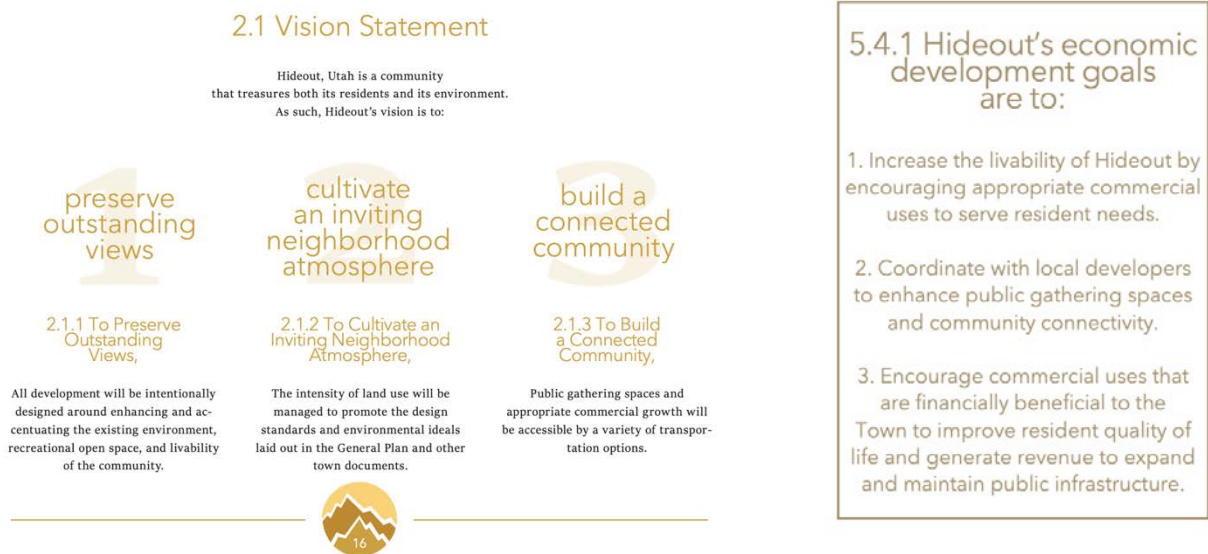 2.1 Vision Statement
Hideout, Utah is a community
that treasures both its residents and its environment.
As such, Hideout's vision is to:
1
preserve
outstanding
views
2.1.1 To Preserve
Outstanding
Views,
All development will be intentionally
designed around enhancing and ac-
centuating the existing environment,
recreational open space, and livability
of the community.
2
cultivate
an inviting
neighborhood
atmosphere
2.1.2 To Cultivate an
Inviting Neighborhood
Atmosphere,
The intensity of land use will be
managed to promote the design
standards and environmental ideals
laid out in the General Plan and other
town documents.
3
build a
connected
community
2.1.3 To Build
a Connected
Community,
Public gathering spaces and
appropriate commercial growth will
be accessible by a variety of transpor-
tation options.
16
5.4.1 Hideout's economic
development goals
are to:
1. Increase the livability of Hideout by
encouraging appropriate commercial
uses to serve resident needs.
2. Coordinate with local developers
to enhance public gathering spaces
and community connectivity.
3. Encourage commercial uses that
are financially beneficial to the
Town to improve resident quality of
life and generate revenue to expand
and maintain public infrastructure.